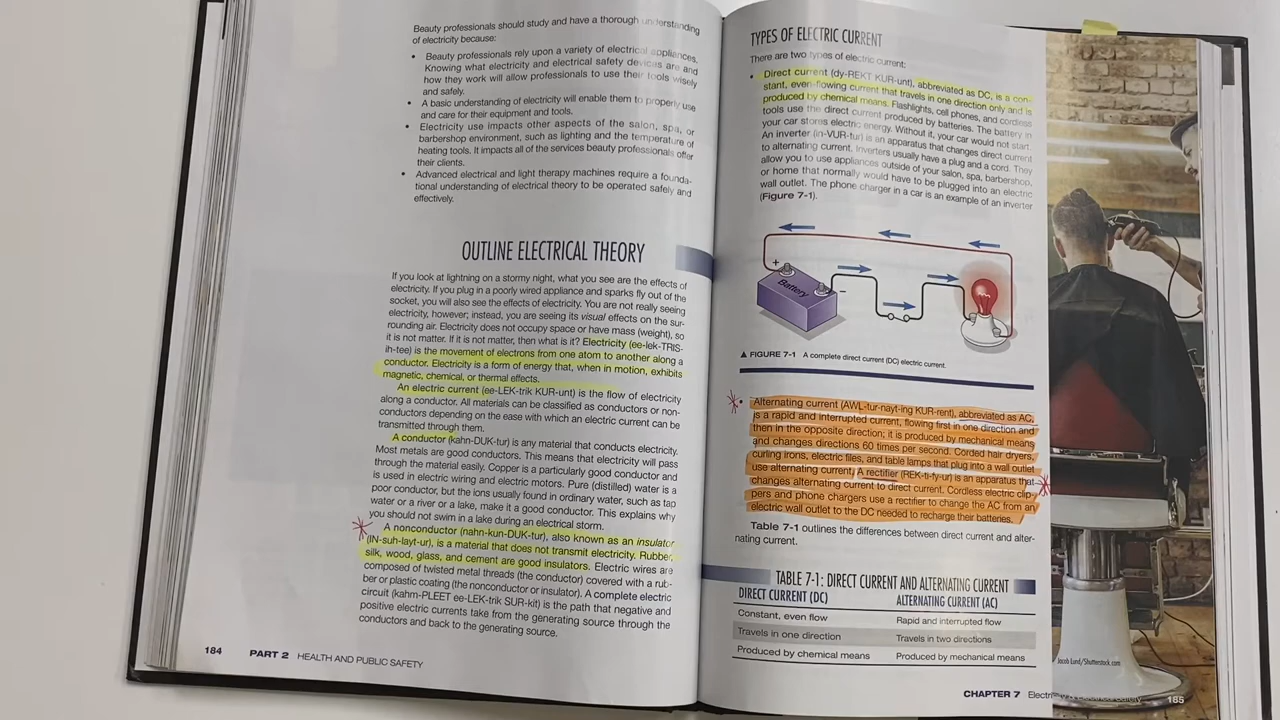 Beauty professionals should study and have a thorough understanding
of electricity because:
• Beauty professionals rely upon a variety of electrical appliances.
Knowing what electricity and electrical safety devices are and
how they work will allow professionals to use their tools wisely
and safely.
• A basic understanding of electricity will enable them to properly use
and care for their equipment and tools.
• Electricity use impacts other aspects of the salon, spa, or
barbershop environment, such as lighting and the temperature of
heating tools. It impacts all of the services beauty professionals offer
their clients.
• Advanced electrical and light therapy machines require a founda-
tional understanding of electrical theory to be operated safely and
effectively.
OUTLINE ELECTRICAL THEORY
If you look at lightning on a stormy night, what you see are the effects of
electricity. If you plug in a poorly wired appliance and sparks fly out of the
socket, you will also see the effects of electricity. You are not really seeing
electricity, however; instead, you are seeing its visual effects on the sur-
rounding air. Electricity does not occupy space or have mass (weight), so
it is not matter. If it is not matter, then what is it? Electricity (ee-lek-TRIS-
ih-tee) is the movement of electrons from one atom to another along a
conductor. Electricity is a form of energy that, when in motion, exhibits
magnetic, chemical, or thermal effects.
An electric current (ee-LEK-trik KUR-unt) is the flow of electricity
along a conductor. All materials can be classified as conductors or non-
conductors depending on the ease with which an electric current can be
transmitted through them.
A conductor (kahn-DUK-tur) is any material that conducts electricity.
Most metals are good conductors. This means that electricity will pass
through the material easily. Copper is a particularly good conductor and
is used in electric wiring and electric motors. Pure (distilled) water is a
poor conductor, but the ions usually found in ordinary water, such as tap
water or a river or a lake, make it a good conductor. This explains why
you should not swim in a lake during an electrical storm.
A nonconductor (nahn-kun-DUK-tur), also known as an insulator
(IN-suh-layt-ur), is a material that does not transmit electricity. Rubber,
silk, wood, glass, and cement are good insulators. Electric wires are
composed of twisted metal threads (the conductor) covered with a rub-
ber or plastic coating (the nonconductor or insulator). A complete electric
circuit (kahm-PLEET ee-LEK-trik SUR-kit) is the path that negative and
positive electric currents take from the generating source through the
conductors and back to the generating source.
184 PART 2 HEALTH AND PUBLIC SAFETY
TYPES OF ELECTRIC CURRENT
There are two types of electric current:
• Direct current (dy-REKT KUR-unt), abbreviated as DC, is a con-
stant, even-flowing current that travels in one direction only and is
produced by chemical means. Flashlights, cell phones, and cordless
tools use the direct current produced by batteries. The battery in
your car stores electric energy. Without it, your car would not start.
An inverter (in-VUR-tur) is an apparatus that changes direct current
to alternating current. Inverters usually have a plug and a cord. They
allow you to use appliances outside of your salon, spa, barbershop,
or home that normally would have to be plugged into an electric
wall outlet. The phone charger in a car is an example of an inverter
(Figure 7-1).
+
Battery
–
▲ FIGURE 7-1 A complete direct current (DC) electric current.
• Alternating current (AWL-tur-nayt-ing KUR-rent), abbreviated as AC,
is a rapid and interrupted current, flowing first in one direction and
then in the opposite direction; it is produced by mechanical means
and changes directions 60 times per second. Corded hair dryers,
curling irons, electric files, and table lamps that plug into a wall outlet
use alternating current. A rectifier (REK-ti-fy-ur) is an apparatus that
changes alternating current to direct current. Cordless electric clip-
pers and phone chargers use a rectifier to change the AC from an
electric wall outlet to the DC needed to recharge their batteries.
Table 7-1 outlines the differences between direct current and alter-
nating current.
TABLE 7-1: DIRECT CURRENT AND ALTERNATING CURRENT
DIRECT CURRENT (DC) ALTERNATING CURRENT (AC)
Constant, even flow Rapid and interrupted flow
Travels in one direction Travels in two directions
Produced by chemical means Produced by mechanical means
Jacob Lund/Shutterstock.com
CHAPTER 7 Electricity & Electrical Safety 185